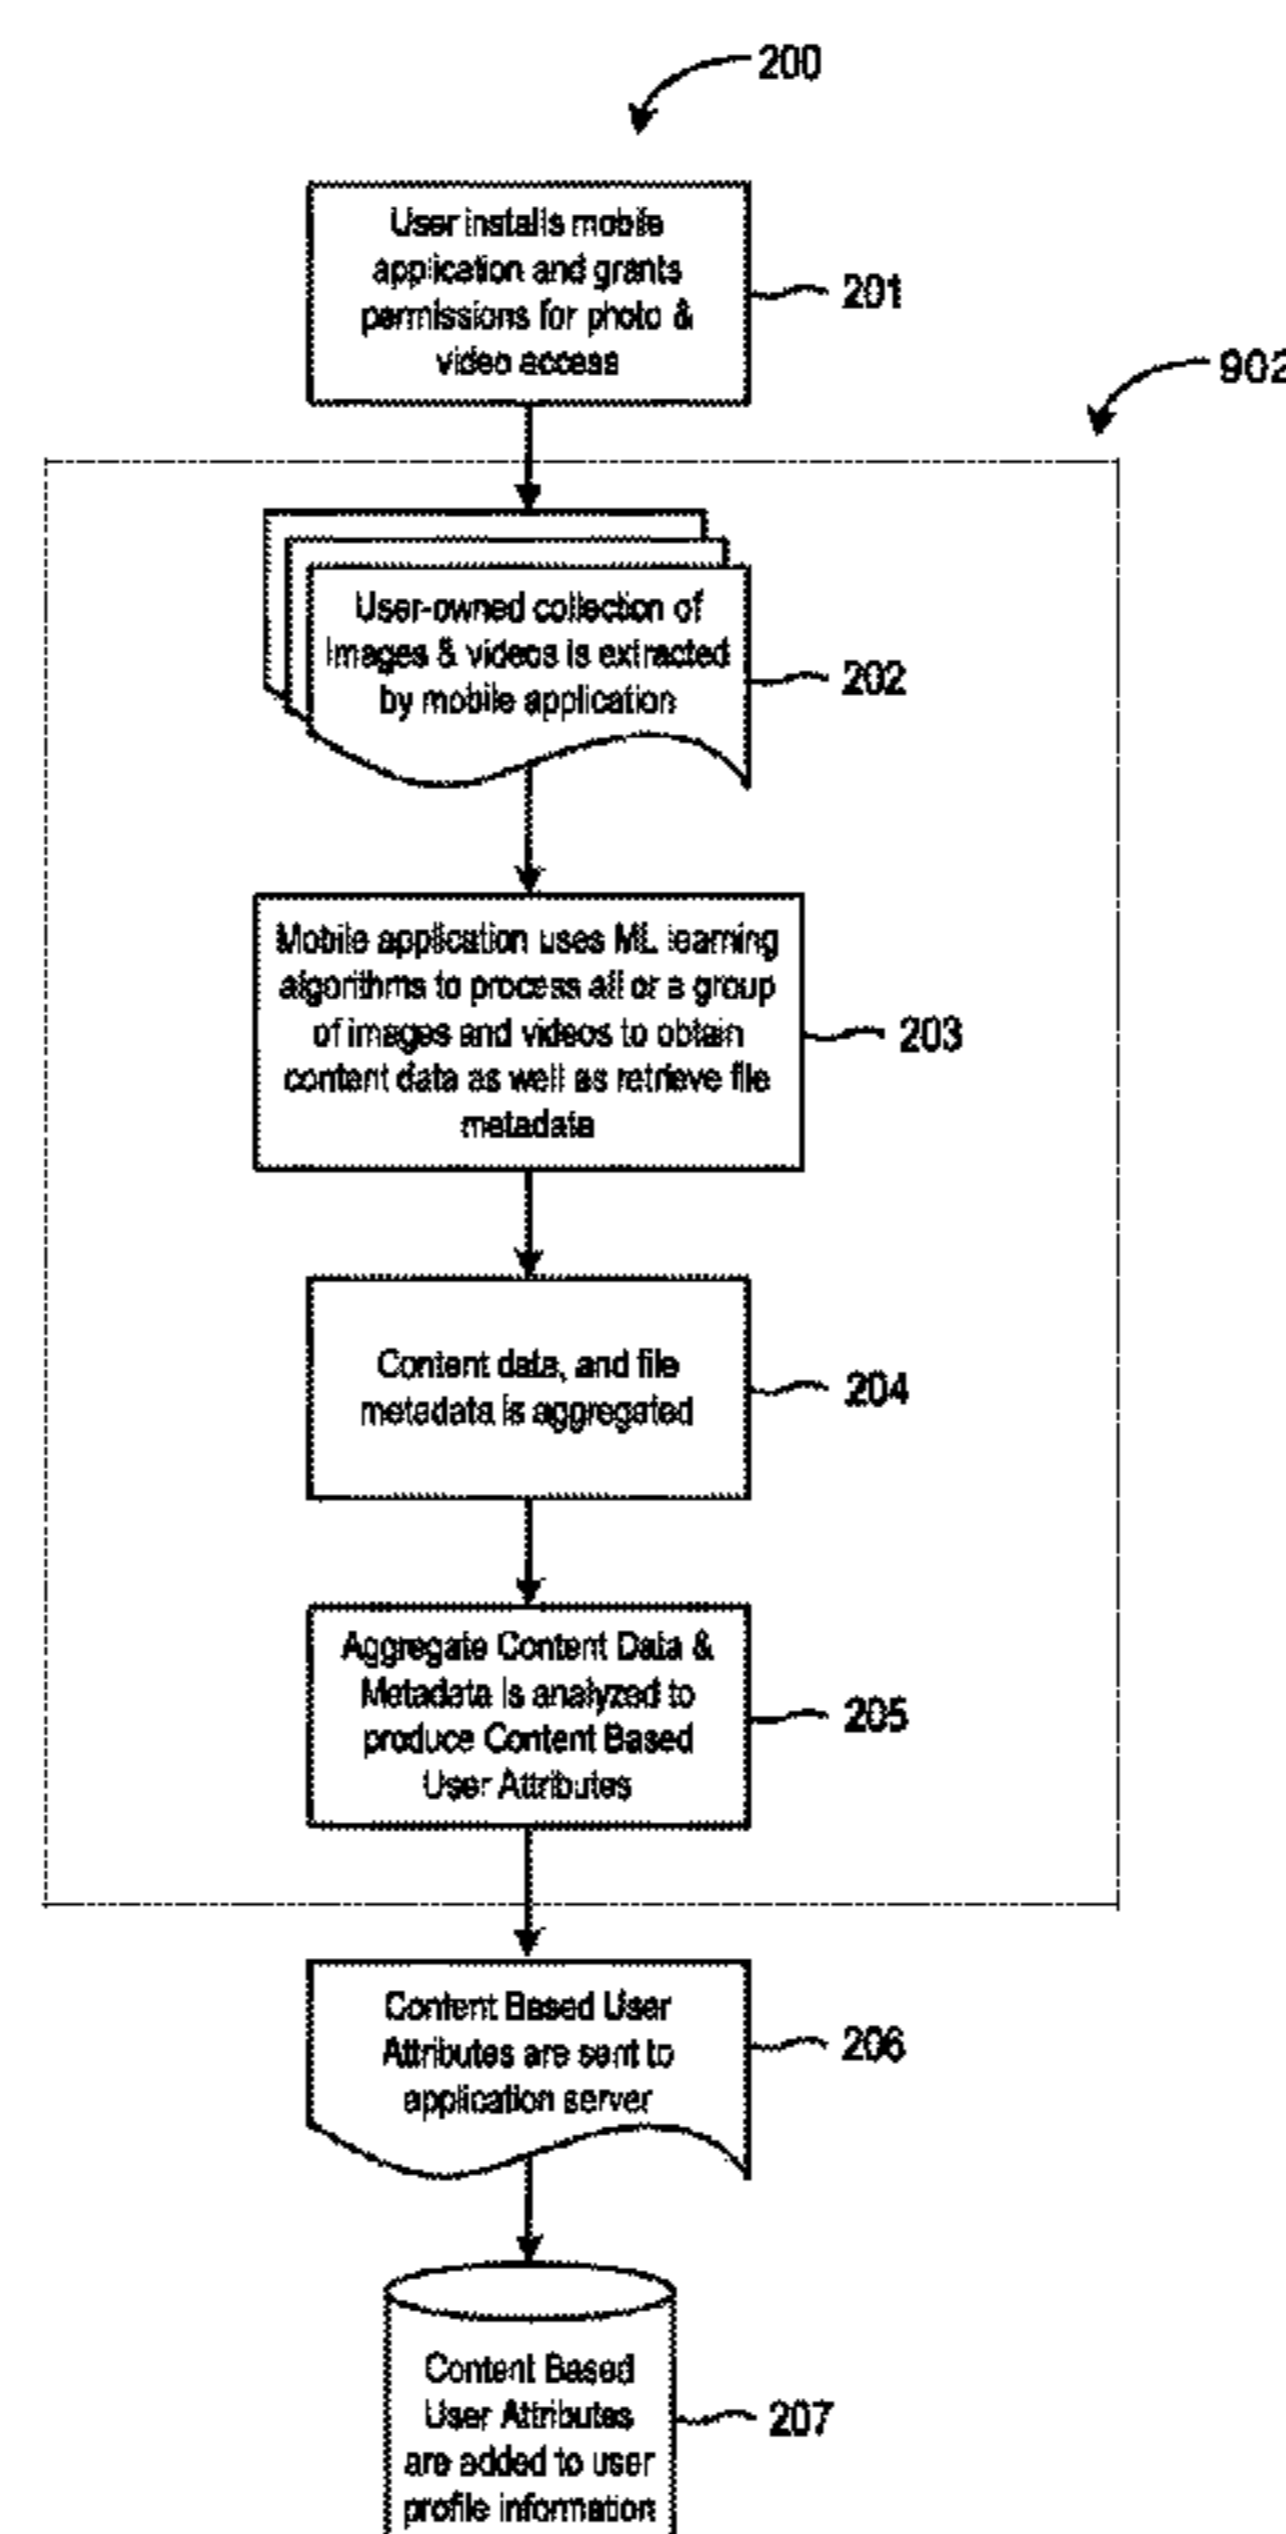 200
User installs mobile
application and grants
permissions for photo &
video access
201
902
User-owned collection of
images & videos is extracted
by mobile application
202
Mobile application uses ML learning
algorithms to process all or a group
of images and videos to obtain
content data as well as retrieve file
metadata
203
Content data, and file
metadata is aggregated
204
Aggregate Content Data &
Metadata is analyzed to
produce Content Based
User Attributes
205
Content Based User
Attributes are sent to
application server
206
Content Based
User Attributes
are added to user
profile information
207